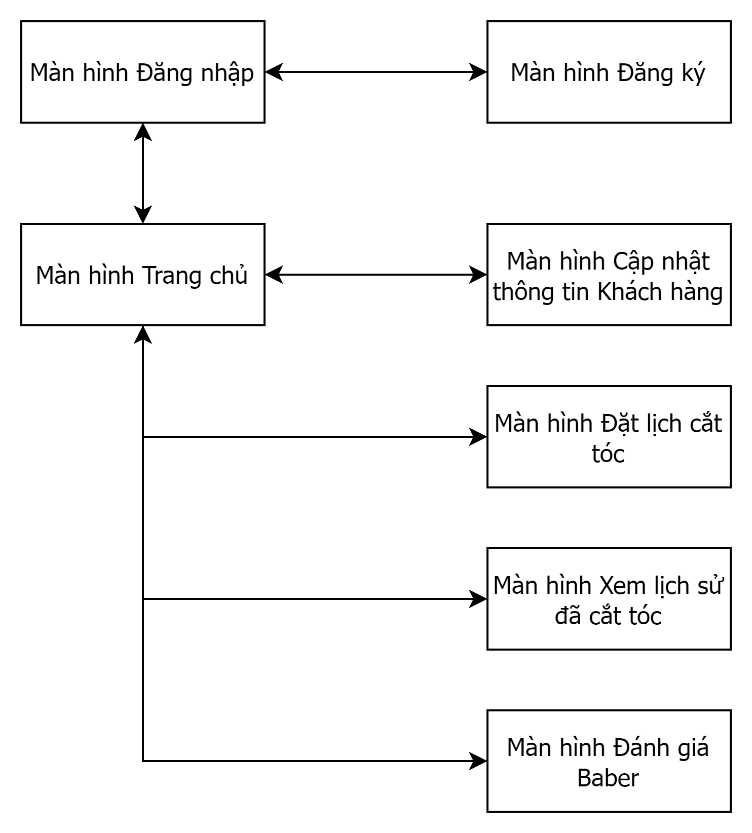 Màn hình Đăng nhập
Màn hình Đăng ký
Màn hình Trang chủ
Màn hình Cập nhật
thông tin Khách hàng
Màn hình Đặt lịch cắt
tóc
Màn hình Xem lịch sử
đã cắt tóc
Màn hình Đánh giá
Baber